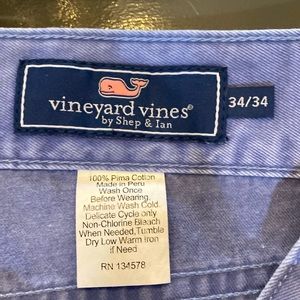 vineyard vines®
by Shep & Ian
34/34
100% Pima Cotton
Made in Peru
Wash Once
Before Wearing.
Machine Wash Cold.
Delicate Cycle only
Non-Chlorine Bleach
When Needed,Tumble
Dry Low Warm Iron
if Need
RN 134578